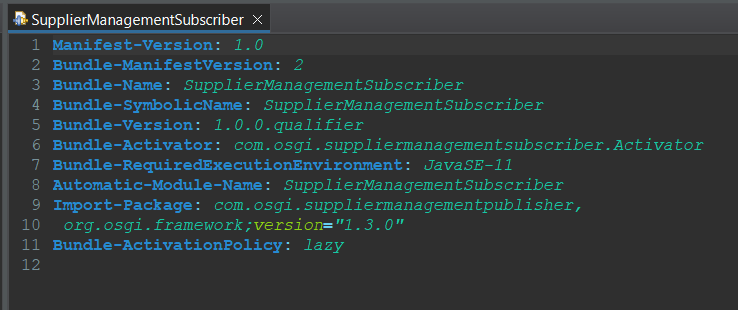 SupplierManagementSubscriber
1 Manifest-Version: 1.0
2 Bundle-ManifestVersion: 2
3 Bundle-Name: SupplierManagementSubscriber
4 Bundle-SymbolicName: SupplierManagementSubscriber
5 Bundle-Version: 1.0.0.qualifier
6 Bundle-Activator: com.osgi.suppliermanagementsubscriber.Activator
7 Bundle-RequiredExecutionEnvironment: JavaSE-11
8 Automatic-Module-Name: SupplierManagementSubscriber
9 Import-Package: com.osgi.suppliermanagementpublisher,
10 org.osgi.framework;version="1.3.0"
11 Bundle-ActivationPolicy: lazy
12